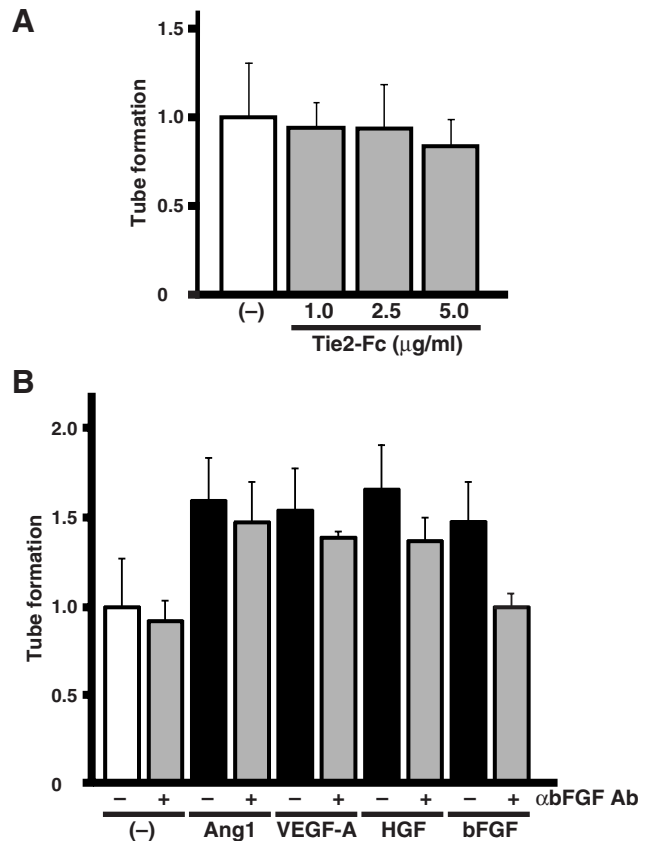 A
Tube formation
1.5
1.0
0.5
0
(–) 1.0 2.5 5.0
Tie2-Fc (μg/ml)
B
Tube formation
2.0
1.5
1.0
0.5
0
– + – + – + – + – + αbFGF Ab
(–) Ang1 VEGF-A HGF bFGF